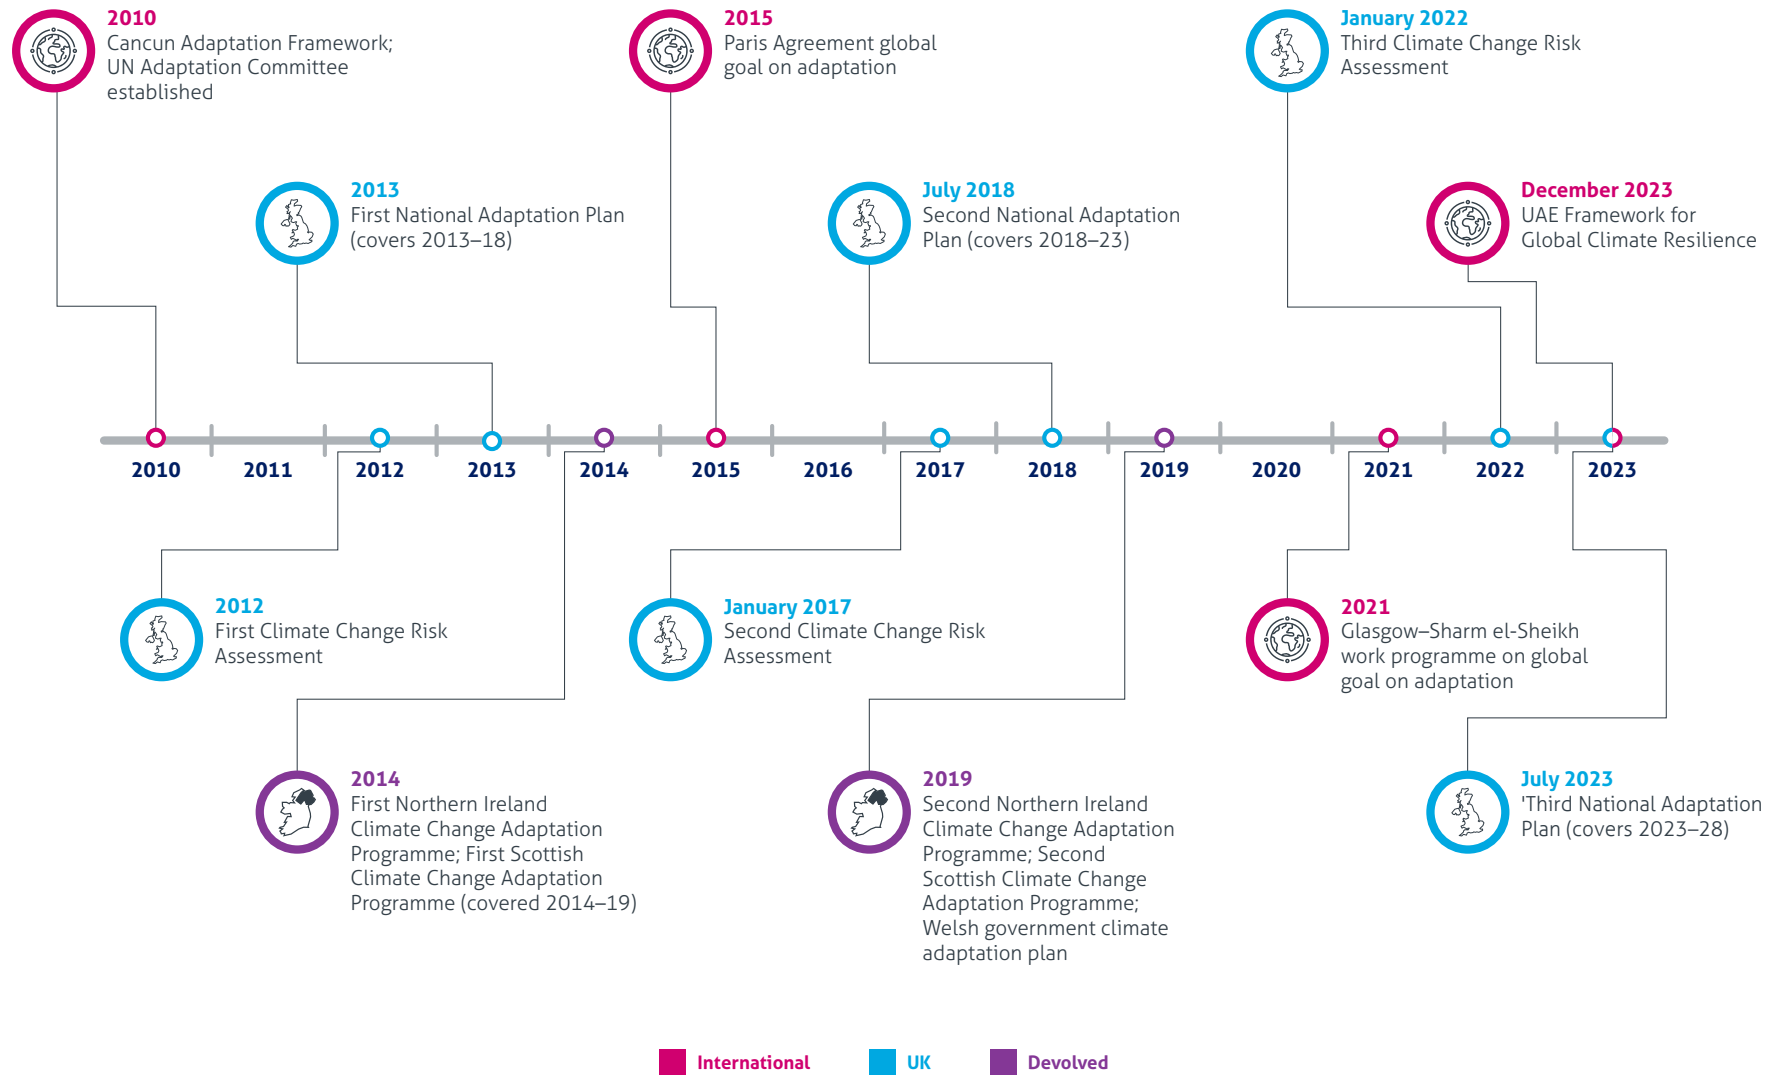 2010
Cancun Adaptation Framework;
UN Adaptation Committee
established
2015
Paris Agreement global
goal on adaptation
January 2022
Third Climate Change Risk
Assessment
2013
First National Adaptation Plan
(covers 2013–18)
July 2018
Second National Adaptation
Plan (covers 2018–23)
December 2023
UAE Framework for
Global Climate Resilience
2010 2011 2012 2013 2014 2015 2016 2017 2018 2019 2020 2021 2022 2023
2012
First Climate Change Risk
Assessment
January 2017
Second Climate Change Risk
Assessment
2021
Glasgow–Sharm el-Sheikh
work programme on global
goal on adaptation
2014
First Northern Ireland
Climate Change Adaptation
Programme; First Scottish
Climate Change Adaptation
Programme (covered 2014–19)
2019
Second Northern Ireland
Climate Change Adaptation
Programme; Second
Scottish Climate Change
Adaptation Programme;
Welsh government climate
adaptation plan
July 2023
'Third National Adaptation
Plan (covers 2023–28)
International UK Devolved